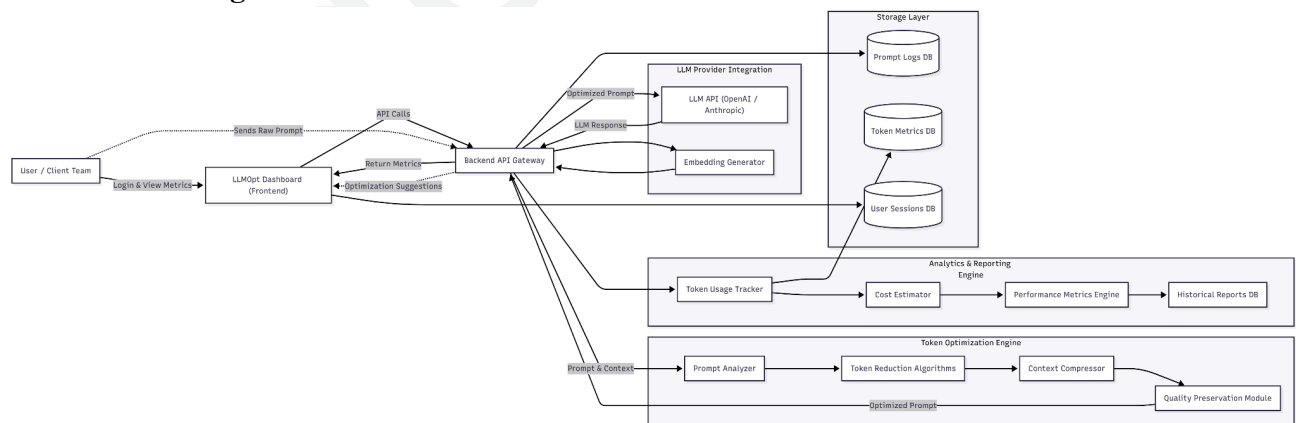 Storage Layer
Prompt Logs DB
LLM Provider Integration
Optimized Prompt
LLM API (OpenAI /
Anthropic)
API Calls
Token Metrics DB
LLM Response
Sends Raw Prompt
Backend API Gateway
Embedding Generator
Return Metrics
User / Client Team
LLMOpt Dashboard
(Frontend)
Login & View Metrics
Optimization Suggestions
User Sessions DB
Analytics & Reporting
Engine
Token Usage Tracker
Cost Estimator
Performance Metrics Engine
Historical Reports DB
Token Optimization Engine
Prompt & Context
Prompt Analyzer
Token Reduction Algorithms
Context Compressor
Quality Preservation Module
Optimized Prompt